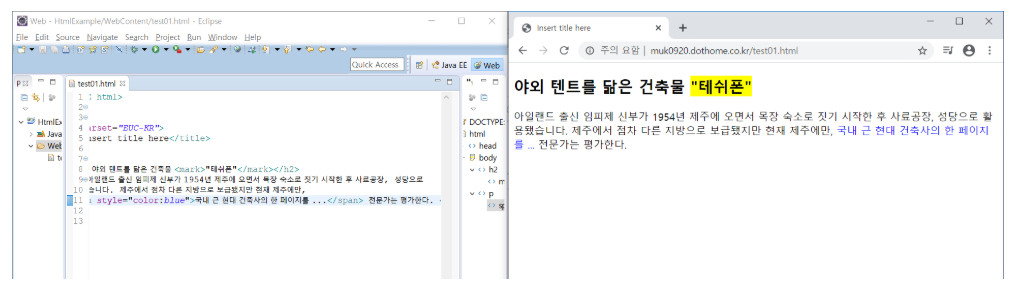 Web - HtmlExample/WebContent/test01.html - Eclipse
File Edit Source Navigate Search Project Run Window Help
Quick Access
Java EE
Web
test01.html
1 html>
2
3
4 arset="EUC-KR">
5 nsert title here</title>
6
7
8 야외 텐트를 닮은 건축물 <mark>"테쉬폰"</mark></h2>
9 아일랜드 출신 임피제 신부가 1954년 제주에 오면서 목장 숙소로 짓기 시작한 후 사료공장, 성당으로
10 습니다. 제주에서 점차 다른 지방으로 보급됐지만 현재 제주에만,
11 style="color:blue">국내 근 현대 건축사의 한 페이지를 ...</span> 전문가는 평가한다.
12
13
HtmlEx
Java
Web
DOCTYPE:
html
head
body
h2
m
p
sp
Insert title here
주의 요함 | muk0920.dothome.co.kr/test01.html
야외 텐트를 닮은 건축물 "테쉬폰"
아일랜드 출신 임피제 신부가 1954년 제주에 오면서 목장 숙소로 짓기 시작한 후 사료공장, 성당으로 활
용됐습니다. 제주에서 점차 다른 지방으로 보급됐지만 현재 제주에만, 국내 근 현대 건축사의 한 페이지
를 ... 전문가는 평가한다.